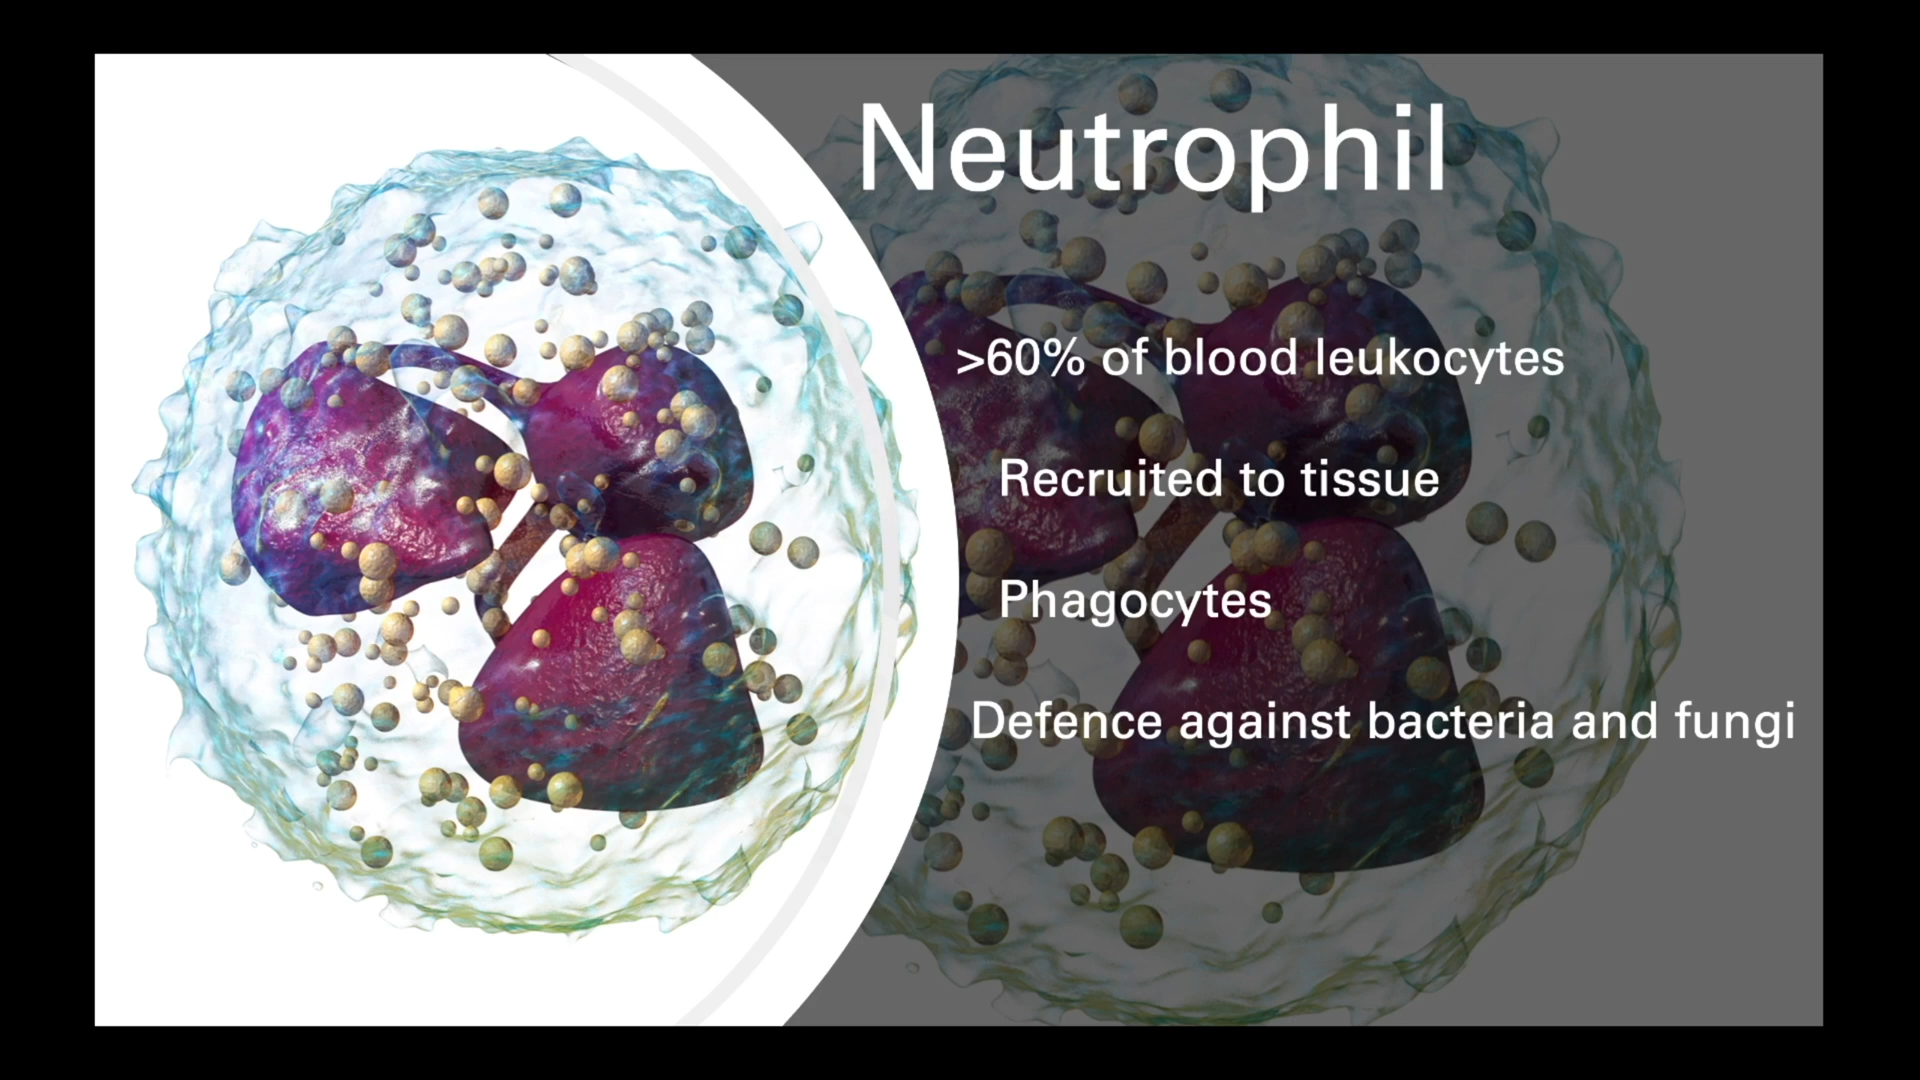 Neutrophil
>60% of blood leukocytes
Recruited to tissue
Phagocytes
Defence against bacteria and fungi